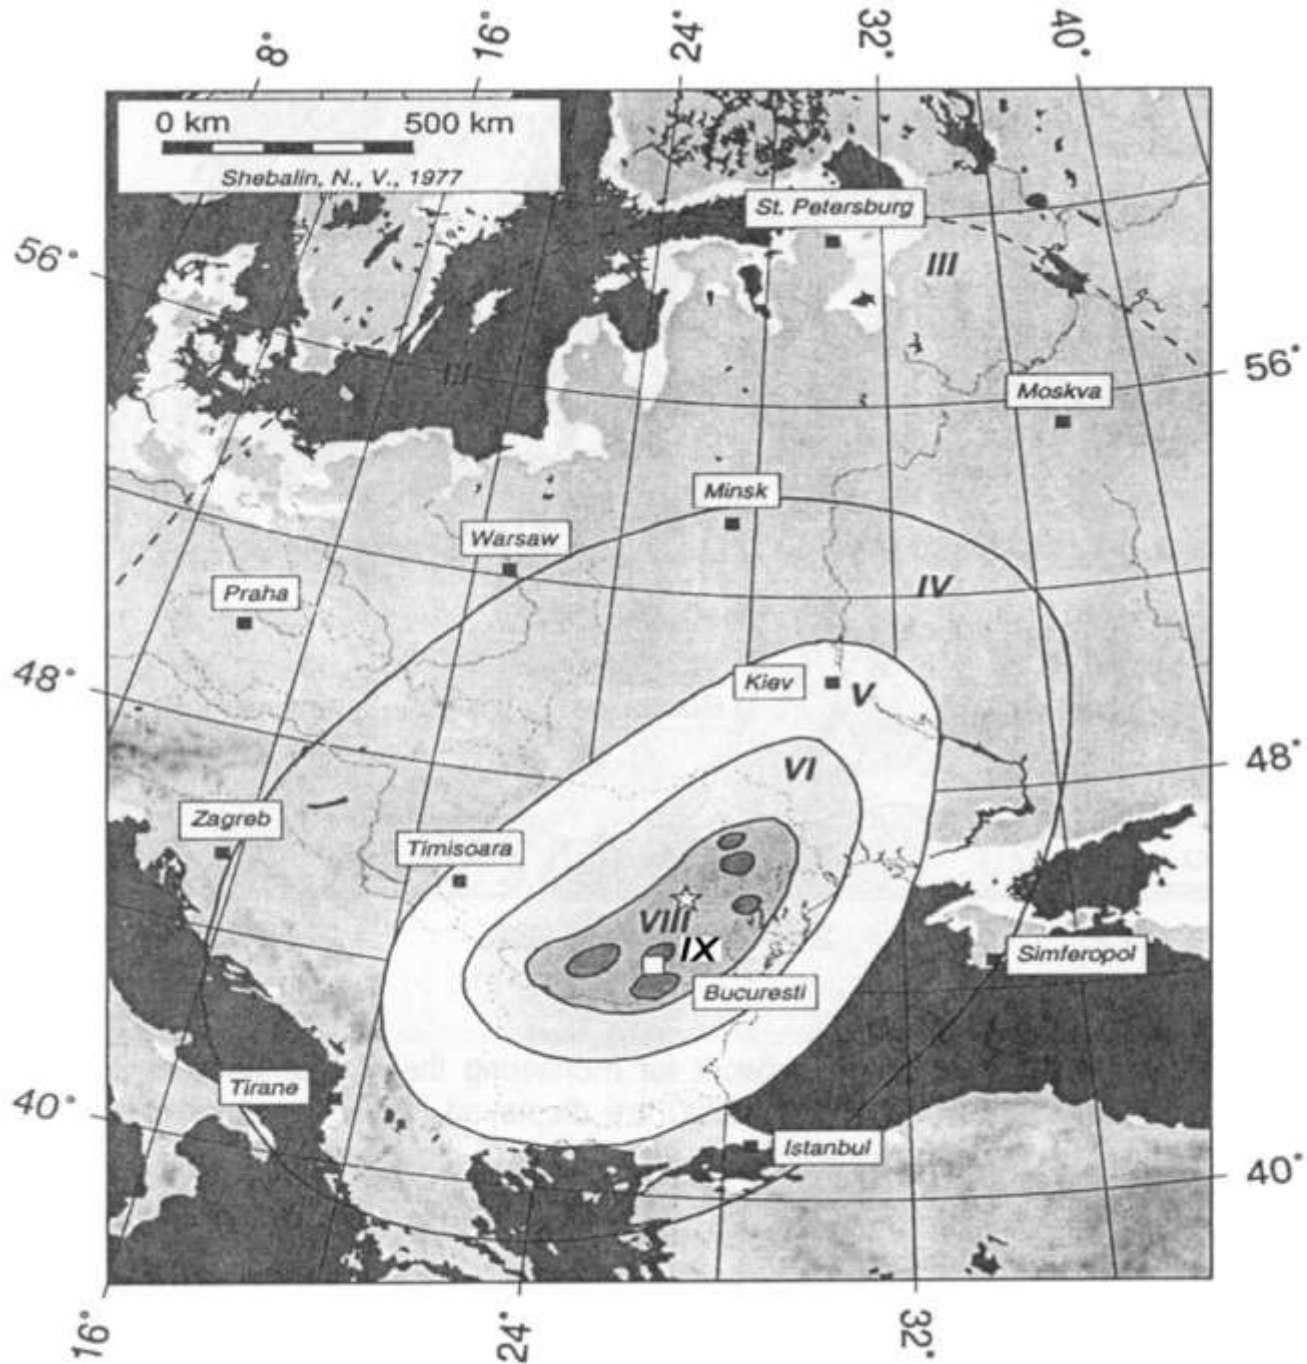 8°
16°
24°
32°
40°
0 km 500 km
Shebalin, N., V., 1977
St. Petersburg
56°
III
III
56°
Moskva
Minsk
Warsaw
IV
Praha
48°
Kiev
V
48°
VI
Zagreb
Timisoara
VIII
IX
Simferopol
Bucuresti
Tirane
40°
Istanbul
40°
16°
24°
32°